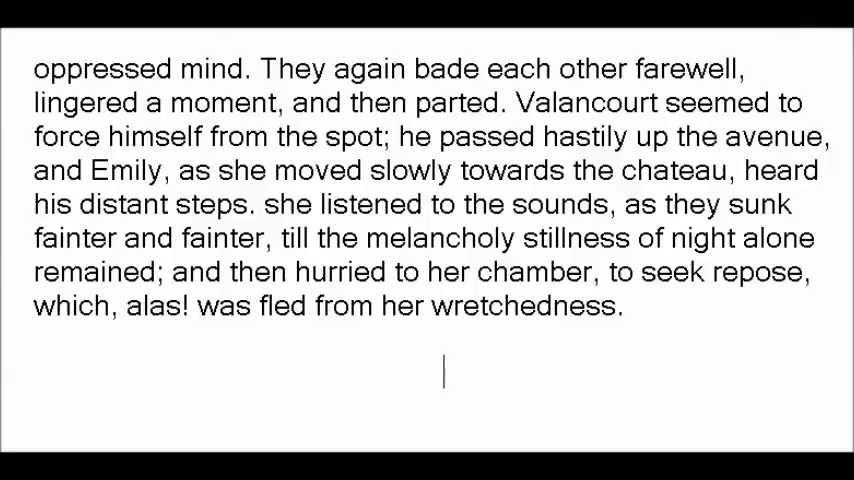 oppressed mind. They again bade each other farewell,
lingered a moment, and then parted. Valancourt seemed to
force himself from the spot; he passed hastily up the avenue,
and Emily, as she moved slowly towards the chateau, heard
his distant steps. she listened to the sounds, as they sunk
fainter and fainter, till the melancholy stillness of night alone
remained; and then hurried to her chamber, to seek repose,
which, alas! was fled from her wretchedness.